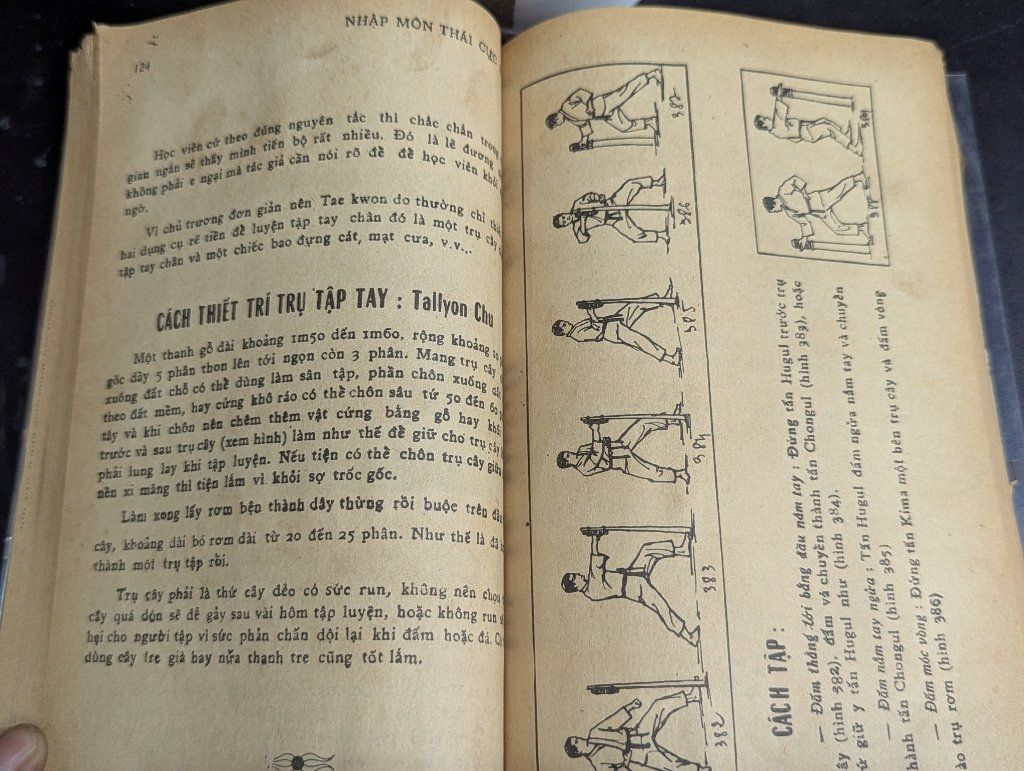 NHẬP MÔN THÁI CỰC
124
Học viên cứ theo đúng nguyên tắc thì chắc chắn trong
gian ngắn sẽ thấy mình tiến bộ rất nhiều. Đó là lẽ đương
không phải e ngại mà tác giả cần nói rõ để để học viên khỏi
ngờ.
Vì chủ trương đơn giản nên Tae kwon do thường chỉ
hai dụng cụ rẻ tiền để luyện tập tay chân đó là một trụ cây
tập tay chân và một chiếc bao đựng cát, mạt cưa, v.v...
CÁCH THIẾT TRÍ TRỤ TẬP TAY : Tallyon Chu
Một thanh gỗ dài khoảng 1m50 đến 1m60, rộng khoảng
gốc dầy 5 phân thon lên tới ngọn còn 3 phân. Mang trụ cây
xuống đất chỗ có thể dùng làm sân tập, phần chôn xuống
theo đất mềm, hay cứng khô ráo có thể chôn sâu từ 50 đến 60
tây và khi chôn nên chêm thêm vật cứng bằng gỗ hay
trước và sau trụ cây (xem hình) làm như thế để giữ cho trụ cây
phải lung lay khi tập luyện. Nếu tiện có thể chôn trụ cây
nền xi măng thì tiện lắm vì khỏi sợ trốc gốc.
Làm xong lấy rơm bện thành dây thừng rồi buộc trên
cây, khoảng dài bó rơm dài từ 20 đến 25 phân. Như thế là đã
thành một trụ tập rồi.
Trụ cây phải là thứ cây dẻo có sức run, không nên
cây quá dòn sẽ dễ gảy sau vài hôm tập luyện, hoặc không run
hại cho người tập vì sức phản chấn dội lại khi đấm hoặc đá.
dùng cây tre già hay nửa thạnh tre cũng tốt lắm.
382
386
385
384
383
382
CÁCH TẬP :
— Đấm thẳng tới bằng đầu nắm tay : Đứng tấn Hugul trước trụ
ây (hình 382), đấm và chuyển thành tấn Chongul (hình 383), hoặc
ứ giữ y tấn Hugul như (hình 384).
— Đấm nắm tay ngửa : Tấn Hugul đấm ngửa nắm tay và chuyển
hành tấn Chongul (hình 385)
— Đấm móc vòng : Đứng tấn Kima một bên trụ cây và đấm vòng
ào trụ rơm (hình 386)